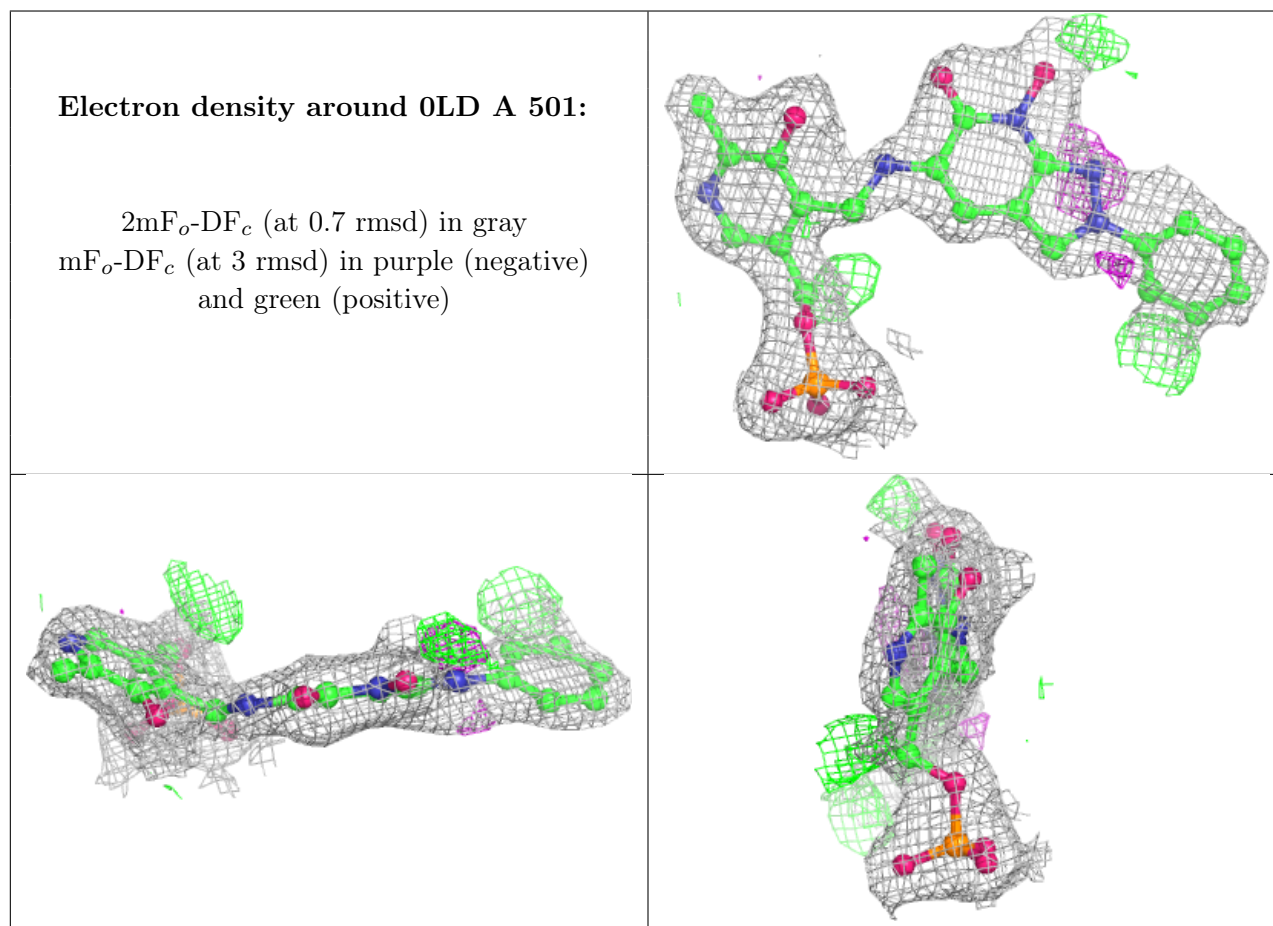 Electron density around 0LD A 501:
2mFo-DFc (at 0.7 rmsd) in gray
mFo-DFc (at 3 rmsd) in purple (negative)
and green (positive)